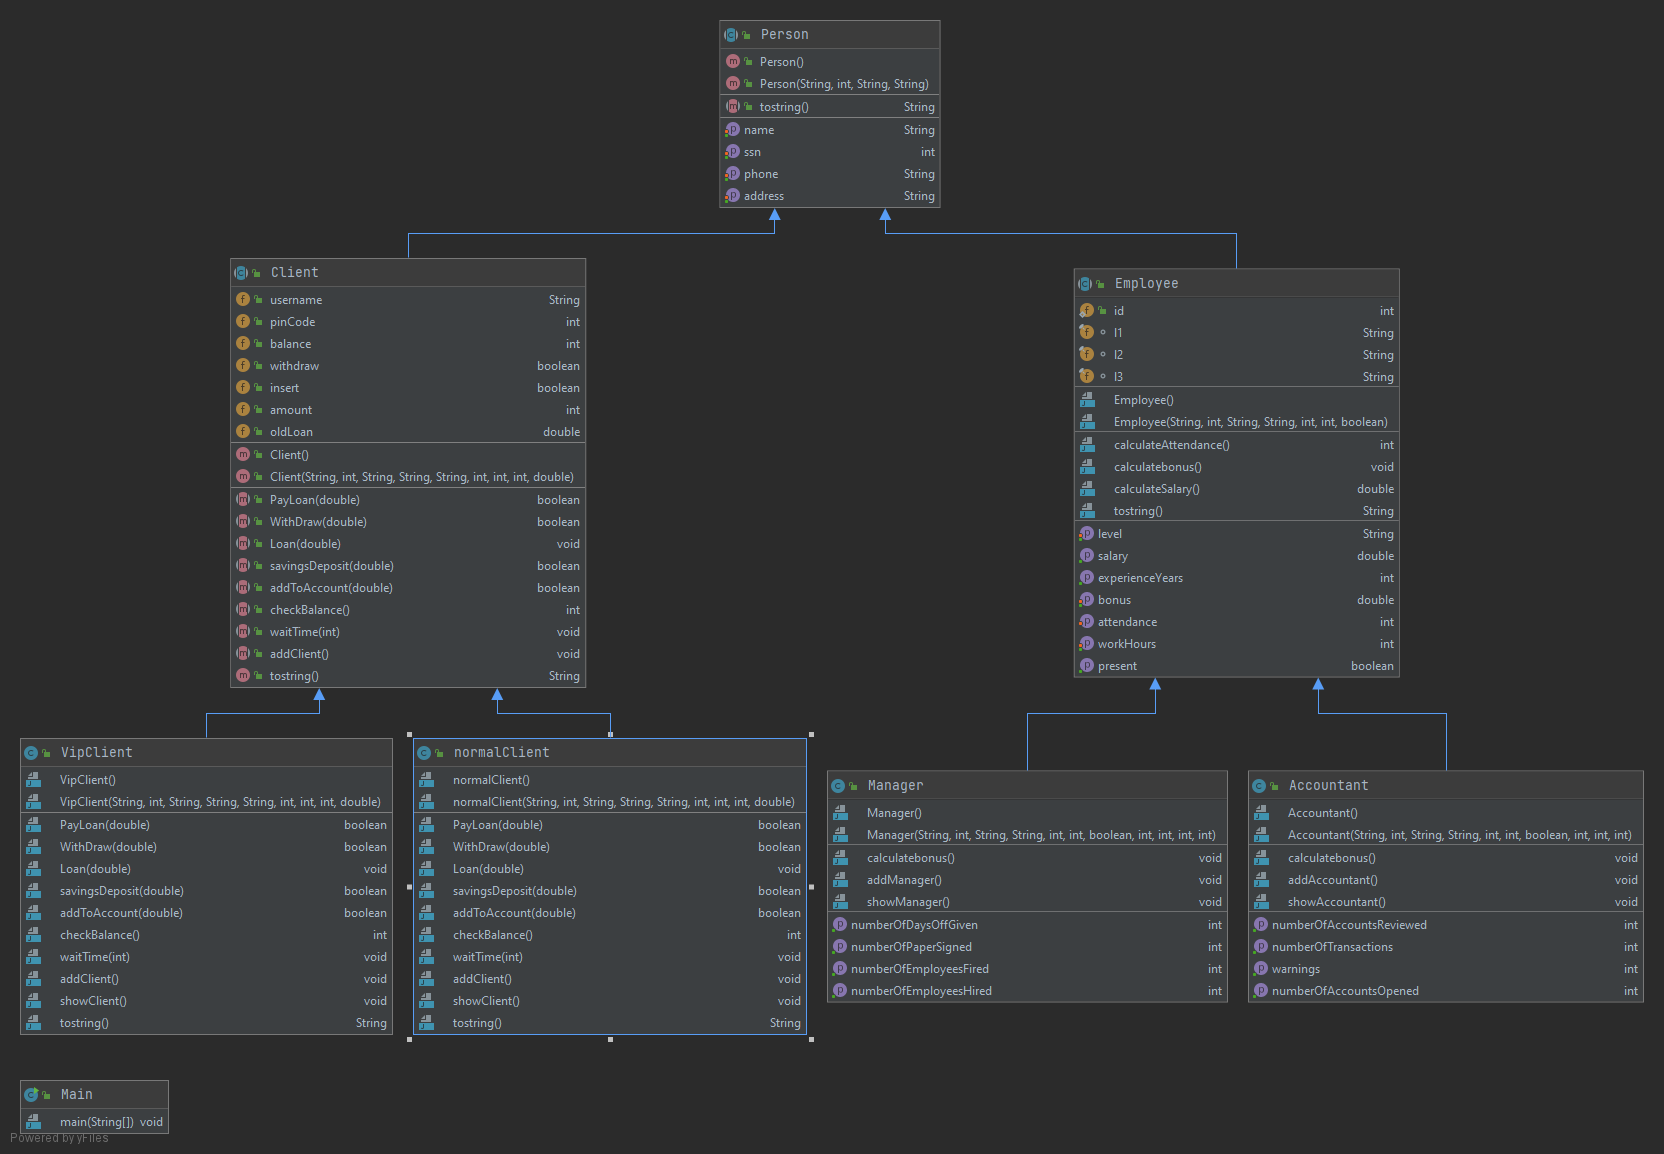 Person
Person()
Person(String, int, String, String)
tostring() String
name String
ssn int
phone String
address String
Client
username String
pinCode int
balance int
withdraw boolean
insert boolean
amount int
oldLoan double
Client()
Client(String, int, String, String, String, int, int, int, double)
PayLoan(double) boolean
WithDraw(double) boolean
Loan(double) void
savingsDeposit(double) boolean
addToAccount(double) boolean
checkBalance() int
waitTime(int) void
addClient() void
tostring() String
Employee
id int
l1 String
l2 String
l3 String
Employee()
Employee(String, int, String, String, int, int, boolean)
calculateAttendance() int
calculatebonus() void
calculateSalary() double
tostring() String
level String
salary double
experienceYears int
bonus double
attendance int
workHours int
present boolean
VipClient
VipClient()
VipClient(String, int, String, String, String, int, int, int, double)
PayLoan(double) boolean
WithDraw(double) boolean
Loan(double) void
savingsDeposit(double) boolean
addToAccount(double) boolean
checkBalance() int
waitTime(int) void
addClient() void
showClient() void
tostring() String
normalClient
normalClient()
normalClient(String, int, String, String, String, int, int, int, double)
PayLoan(double) boolean
WithDraw(double) boolean
Loan(double) void
savingsDeposit(double) boolean
addToAccount(double) boolean
checkBalance() int
waitTime(int) void
addClient() void
showClient() void
tostring() String
Manager
Manager()
Manager(String, int, String, String, int, int, boolean, int, int, int, int)
calculatebonus() void
addManager() void
showManager() void
numberOfDaysOffGiven int
numberOfPaperSigned int
numberOfEmployeesFired int
numberOfEmployeesHired int
Accountant
Accountant()
Accountant(String, int, String, String, int, int, boolean, int, int, int)
calculatebonus() void
addAccountant() void
showAccountant() void
numberOfAccountsReviewed int
numberOfTransactions int
warnings int
numberOfAccountsOpened int
Main
main(String[]) void
Powered by yFiles